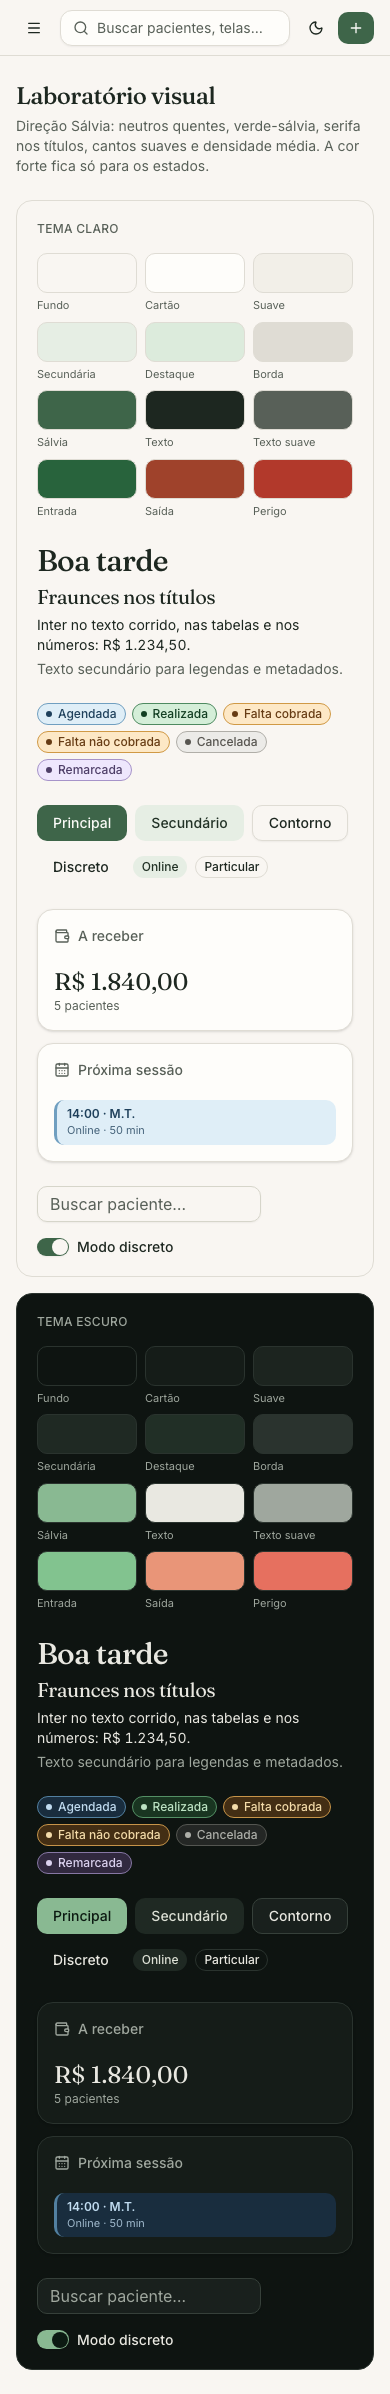 Buscar pacientes, telas...
Laboratório visual
Direção Sálvia: neutros quentes, verde-sálvia, serifa
nos títulos, cantos suaves e densidade média. A cor
forte fica só para os estados.
TEMA CLARO
Fundo
Cartão
Suave
Secundária
Destaque
Borda
Sálvia
Texto
Texto suave
Entrada
Saída
Perigo
Boa tarde
Fraunces nos títulos
Inter no texto corrido, nas tabelas e nos
números: R$ 1.234,50.
Texto secundário para legendas e metadados.
Agendada
Realizada
Falta cobrada
Falta não cobrada
Cancelada
Remarcada
Principal
Secundário
Contorno
Discreto
Online
Particular
A receber
R$ 1.840,00
5 pacientes
Próxima sessão
14:00 · M.T.
Online · 50 min
Buscar paciente...
Modo discreto
TEMA ESCURO
Fundo
Cartão
Suave
Secundária
Destaque
Borda
Sálvia
Texto
Texto suave
Entrada
Saída
Perigo
Boa tarde
Fraunces nos títulos
Inter no texto corrido, nas tabelas e nos
números: R$ 1.234,50.
Texto secundário para legendas e metadados.
Agendada
Realizada
Falta cobrada
Falta não cobrada
Cancelada
Remarcada
Principal
Secundário
Contorno
Discreto
Online
Particular
A receber
R$ 1.840,00
5 pacientes
Próxima sessão
14:00 · M.T.
Online · 50 min
Buscar paciente...
Modo discreto